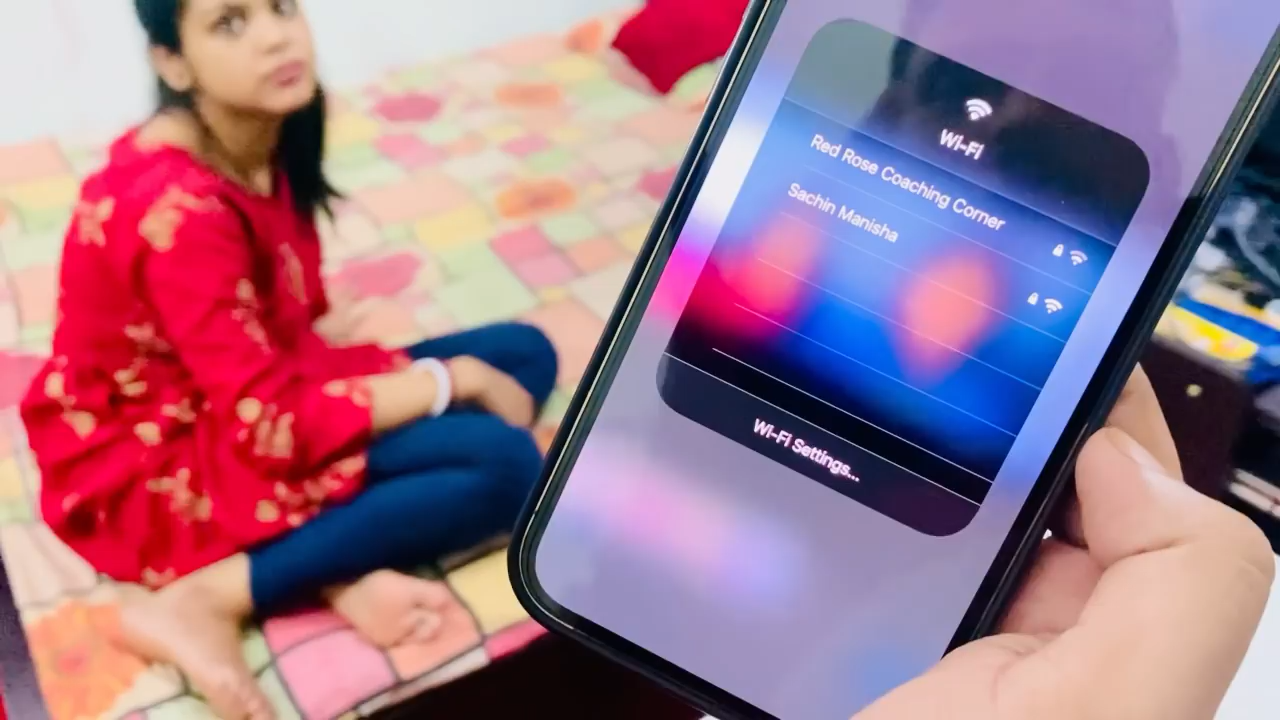 Wi-Fi
Red Rose Coaching Corner
Sachin Manisha
Wi-Fi Settings...